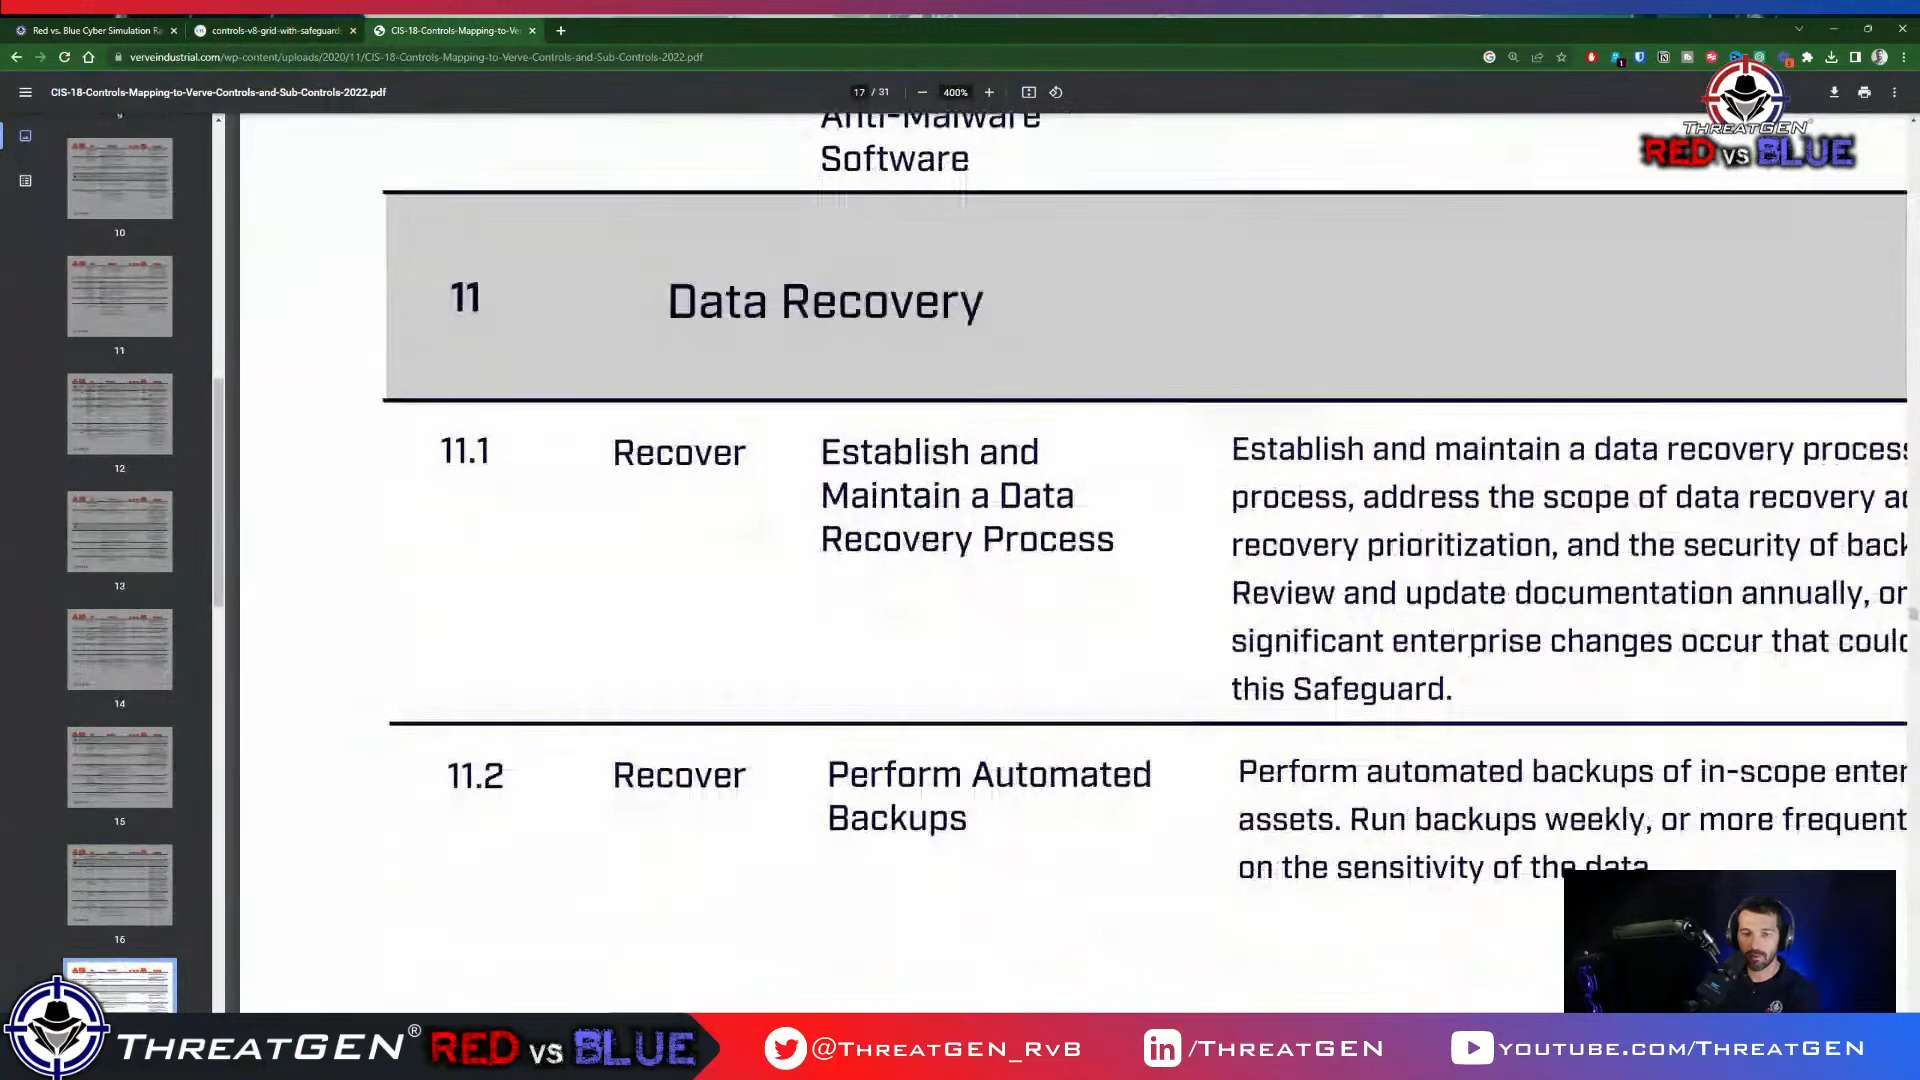 Red vs. Blue Cyber Simulation Ra
controls-v8-grid-with-safeguard
CIS-18-Controls-Mapping-to-Ve
verveindustrial.com/wp-content/uploads/2020/11/CIS-18-Controls-Mapping-to-Verve-Controls-and-Sub-Controls-2022.pdf
CIS-18-Controls-Mapping-to-Verve-Controls-and-Sub-Controls-2022.pdf
17 / 31
400%
THREATGEN
RED vs BLUE
9
10
11
12
13
14
15
16
Anti-Malware
Software
11
Data Recovery
11.1
Recover
Establish and
Maintain a Data
Recovery Process
Establish and maintain a data recovery process
process, address the scope of data recovery ac
recovery prioritization, and the security of back
Review and update documentation annually, or
significant enterprise changes occur that could
this Safeguard.
11.2
Recover
Perform Automated
Backups
Perform automated backups of in-scope enter
assets. Run backups weekly, or more frequent
on the sensitivity of the data.
THREATGEN® RED vs BLUE
@THREATGEN_RVB
in /THREATGEN
YOUTUBE.COM/THREATGEN